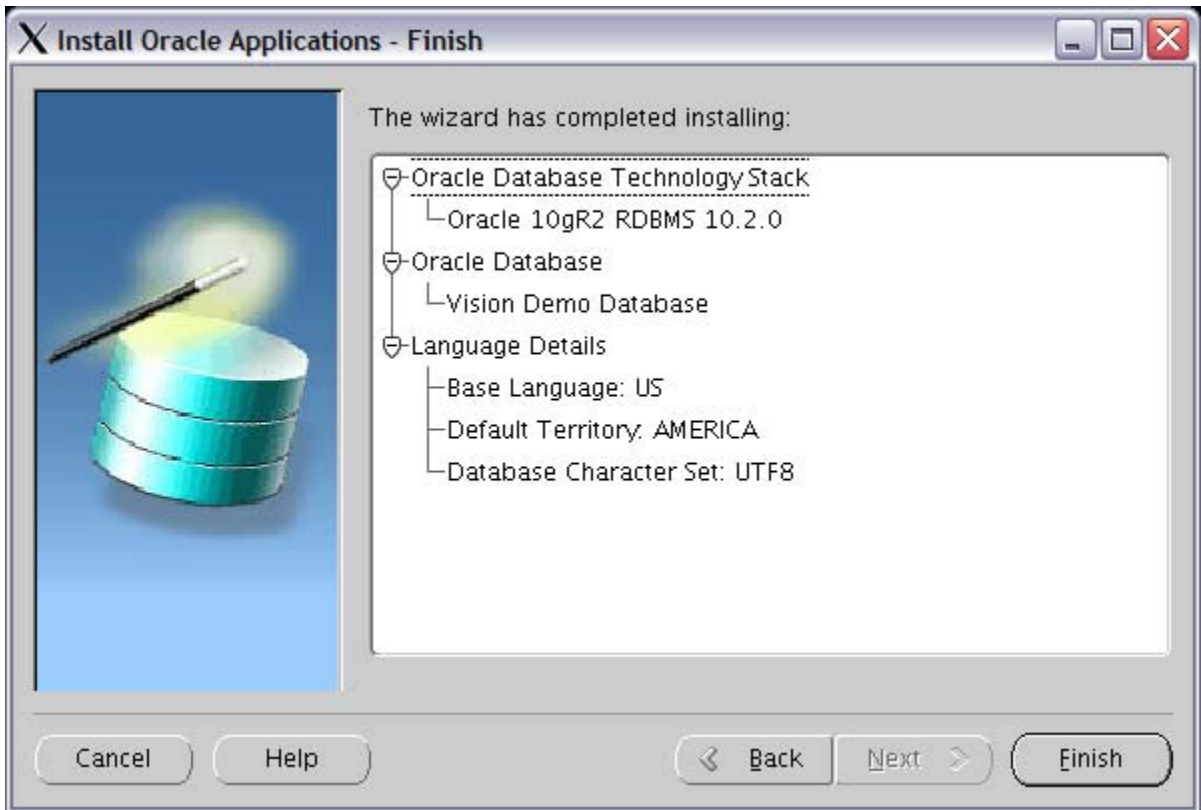 Install Oracle Applications - Finish
The wizard has completed installing:
Oracle Database Technology Stack
Oracle 10gR2 RDBMS 10.2.0
Oracle Database
Vision Demo Database
Language Details
Base Language: US
Default Territory: AMERICA
Database Character Set: UTF8
Cancel
Help
Back
Next
Finish